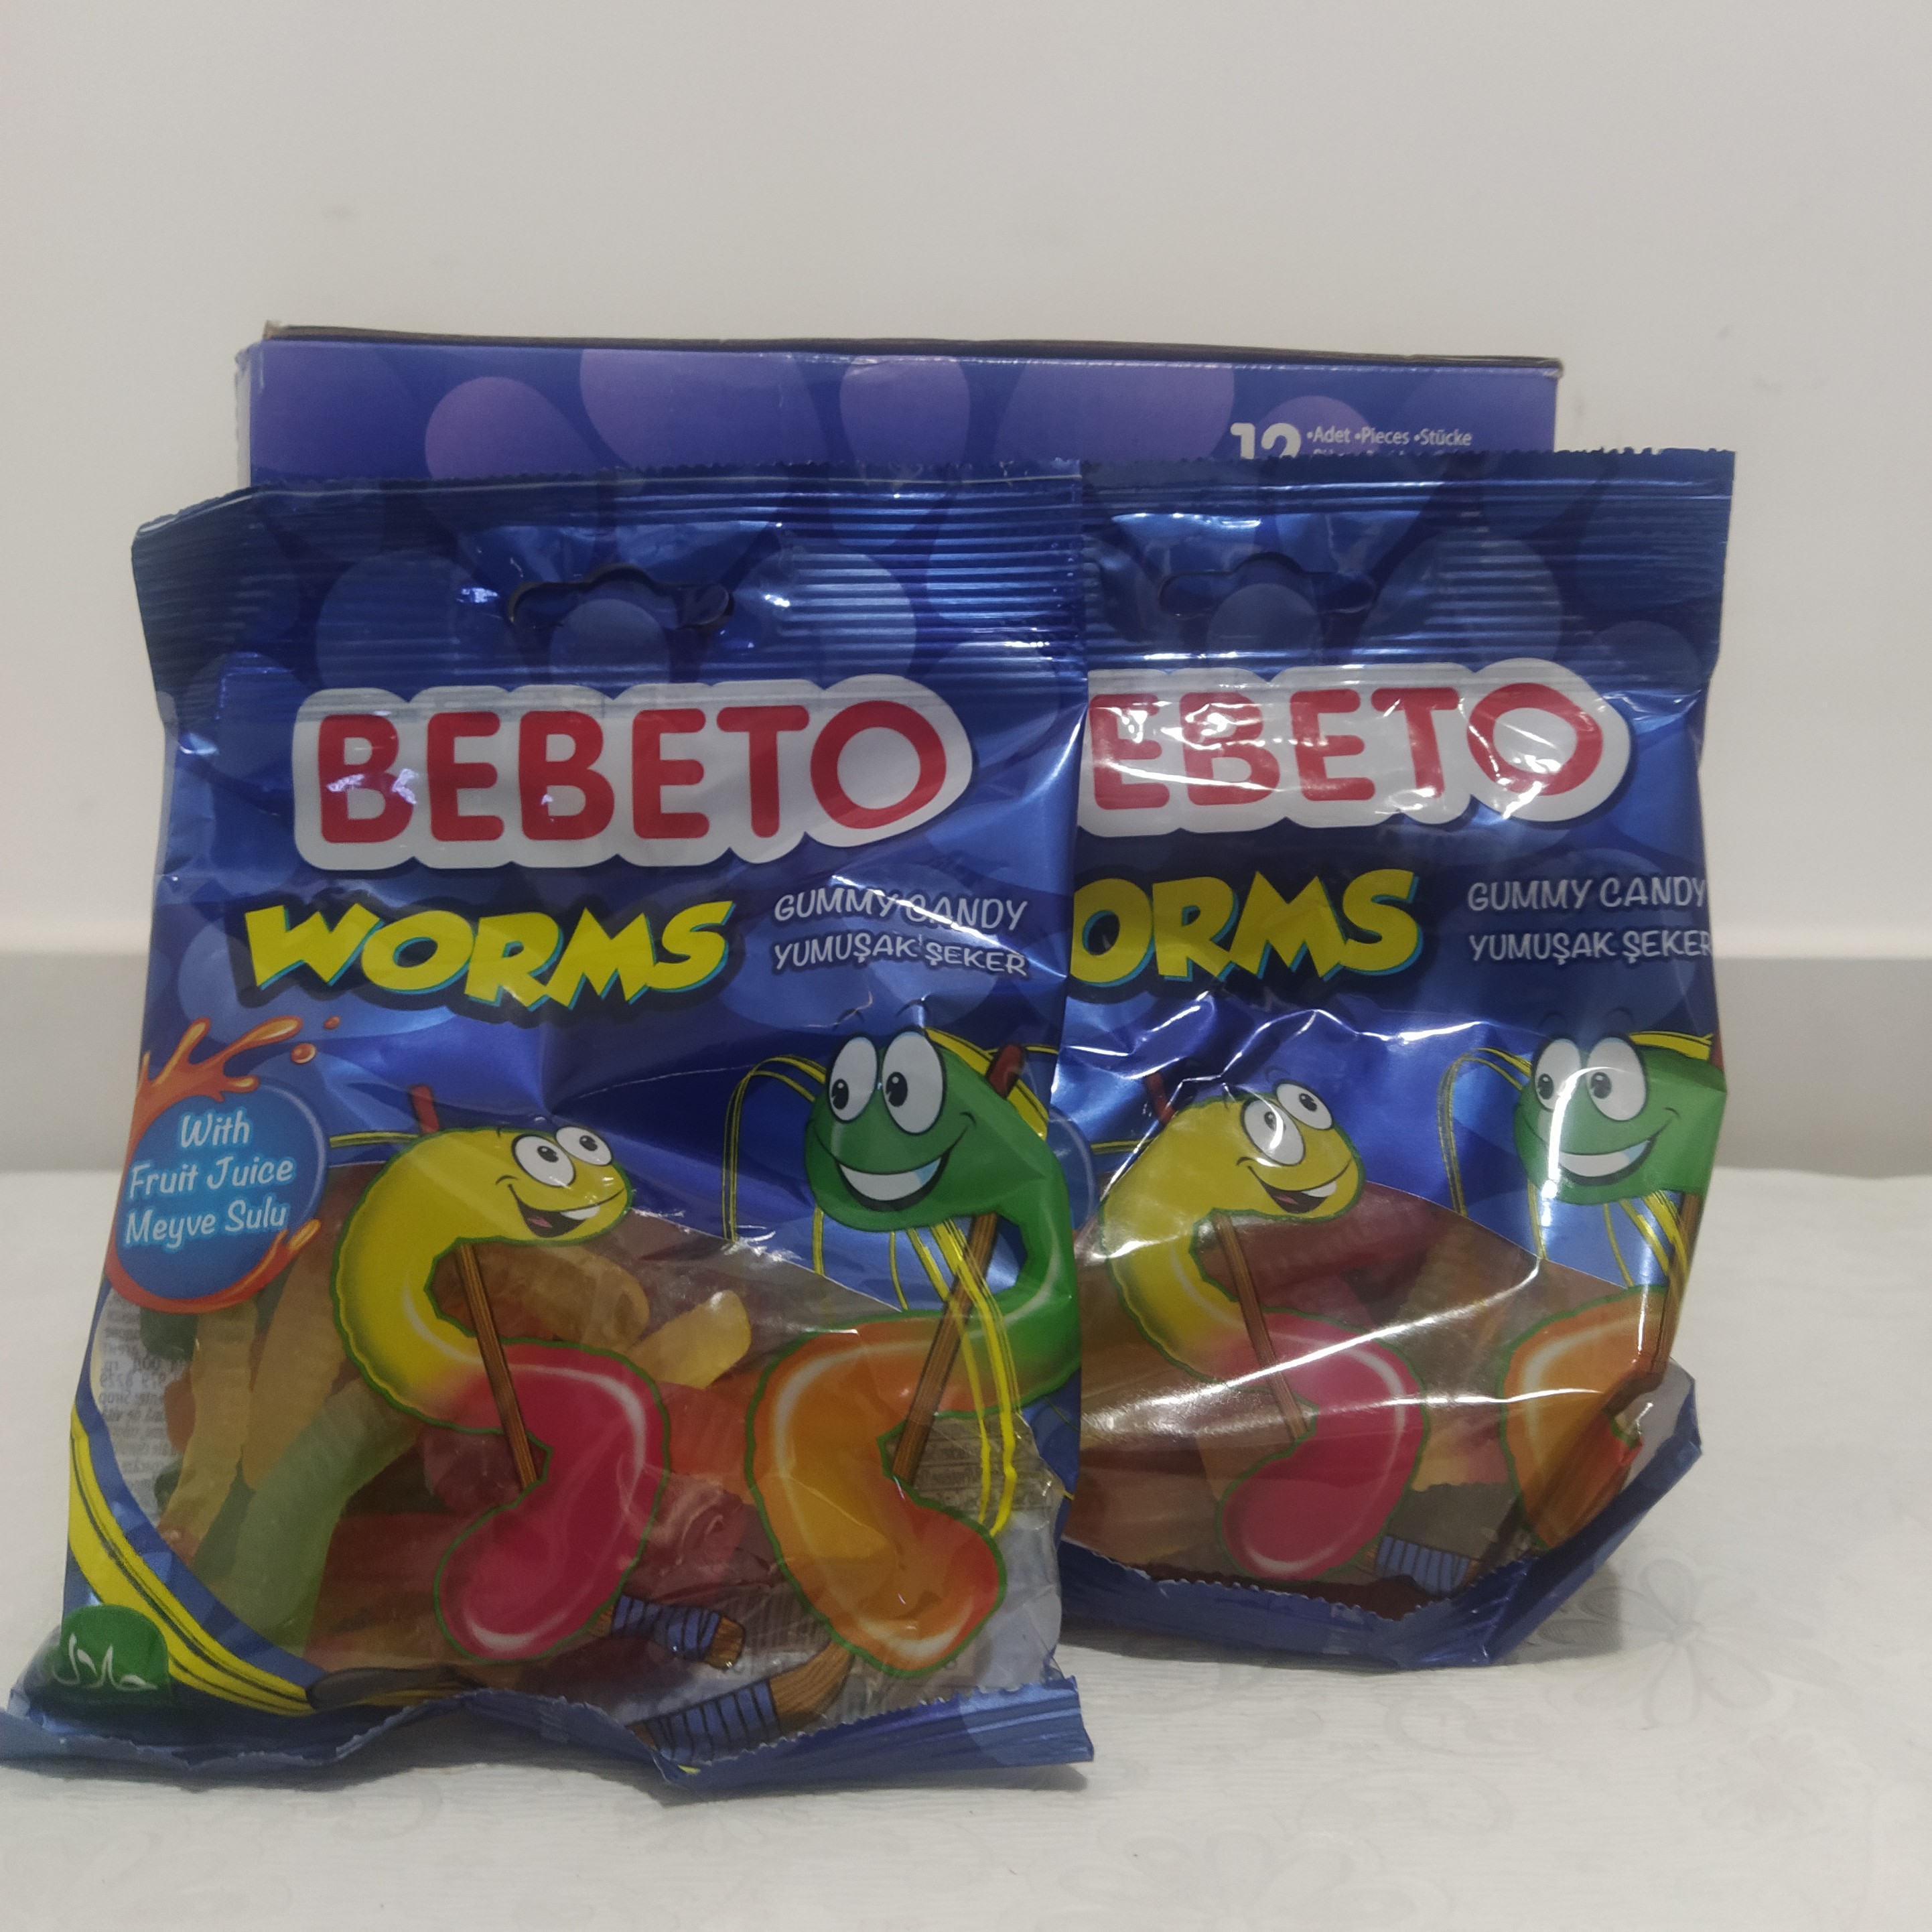 12 •Adet •Pieces •Stücke
BEBETO
WORMS
GUMMY CANDY
YUMUŞAK ŞEKER
With
Fruit Juice
Meyve Sulu
حلال
EBETO
ORMS
GUMMY CANDY
YUMUŞAK ŞEKER